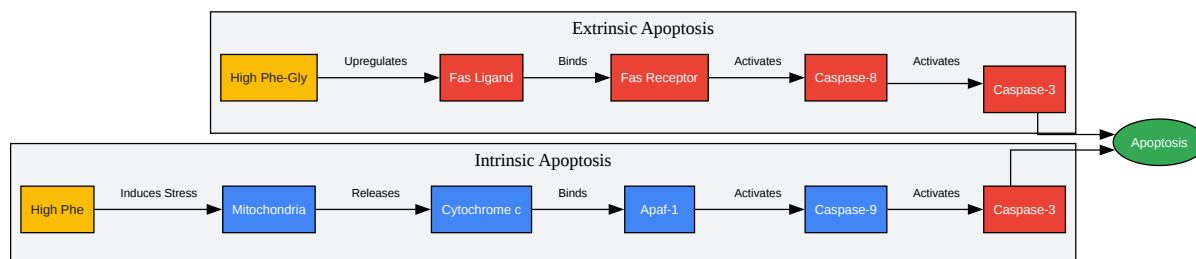 Extrinsic Apoptosis
High Phe-Gly
Upregulates
Fas Ligand
Binds
Fas Receptor
Activates
Caspase-8
Activates
Caspase-3
Apoptosis
Intrinsic Apoptosis
High Phe
Induces Stress
Mitochondria
Releases
Cytochrome c
Binds
Apaf-1
Activates
Caspase-9
Activates
Caspase-3